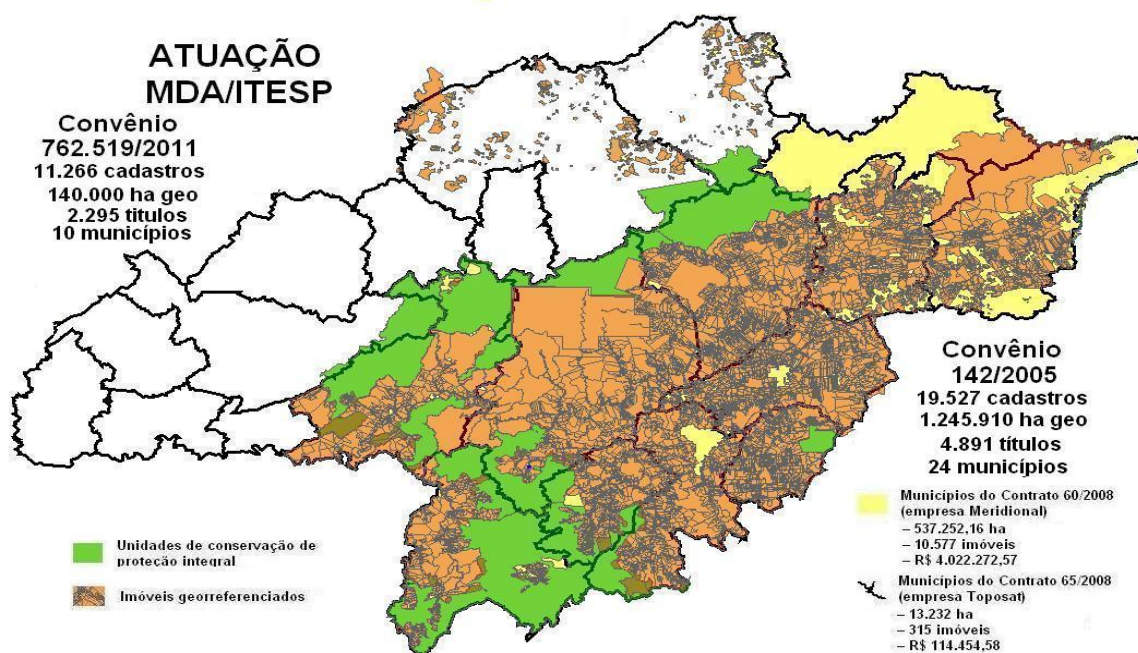 ATUAÇÃO
MDA/ITESP
Convênio
762.519/2011
11.266 cadastros
140.000 ha geo
2.295 titulos
10 municípios
Convênio
142/2005
19.527 cadastros
1.245.910 ha geo
4.891 títulos
24 municípios
Municípios do Contrato 60/2008
(empresa Meridional)
– 537.252,16 ha
– 10.577 imóveis
– R$ 4.022.272,57
Municípios do Contrato 65/2008
(empresa Toposat)
– 13.232 ha
– 315 imóveis
– R$ 114.454,58
Unidades de conservação de
proteção integral
Imóveis georreferenciados